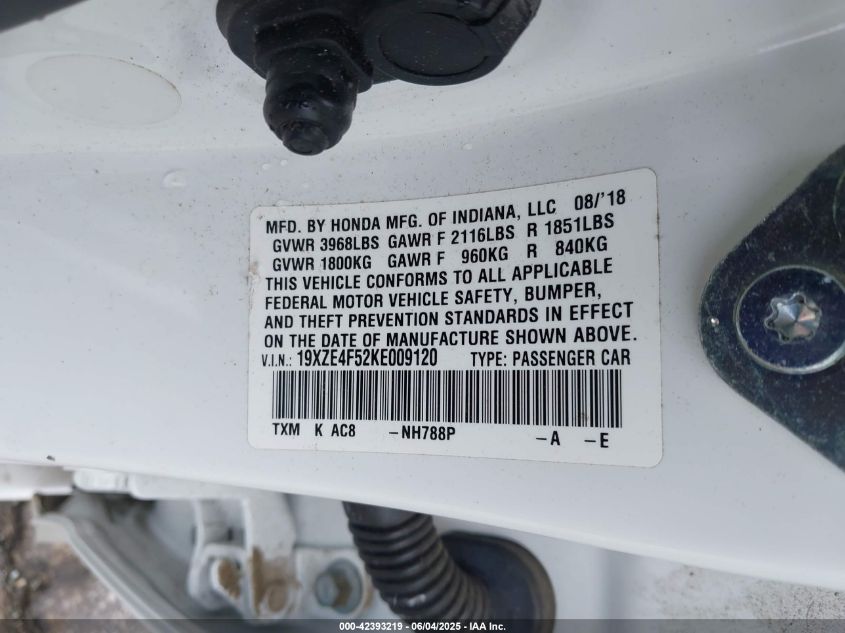 MFD. BY HONDA MFG. OF INDIANA, LLC 08/'18
GVWR 3968LBS GAWR F 2116LBS R 1851LBS
GVWR 1800KG GAWR F 960KG R 840KG
THIS VEHICLE CONFORMS TO ALL APPLICABLE
FEDERAL MOTOR VEHICLE SAFETY, BUMPER,
AND THEFT PREVENTION STANDARDS IN EFFECT
ON THE DATE OF MANUFACTURE SHOWN ABOVE.
V.I.N.: 19XZE4F52KE009120 TYPE: PASSENGER CAR
TXM K AC8 -NH788P -A -E
000-42393219 - 06/04/2025 - IAA Inc.